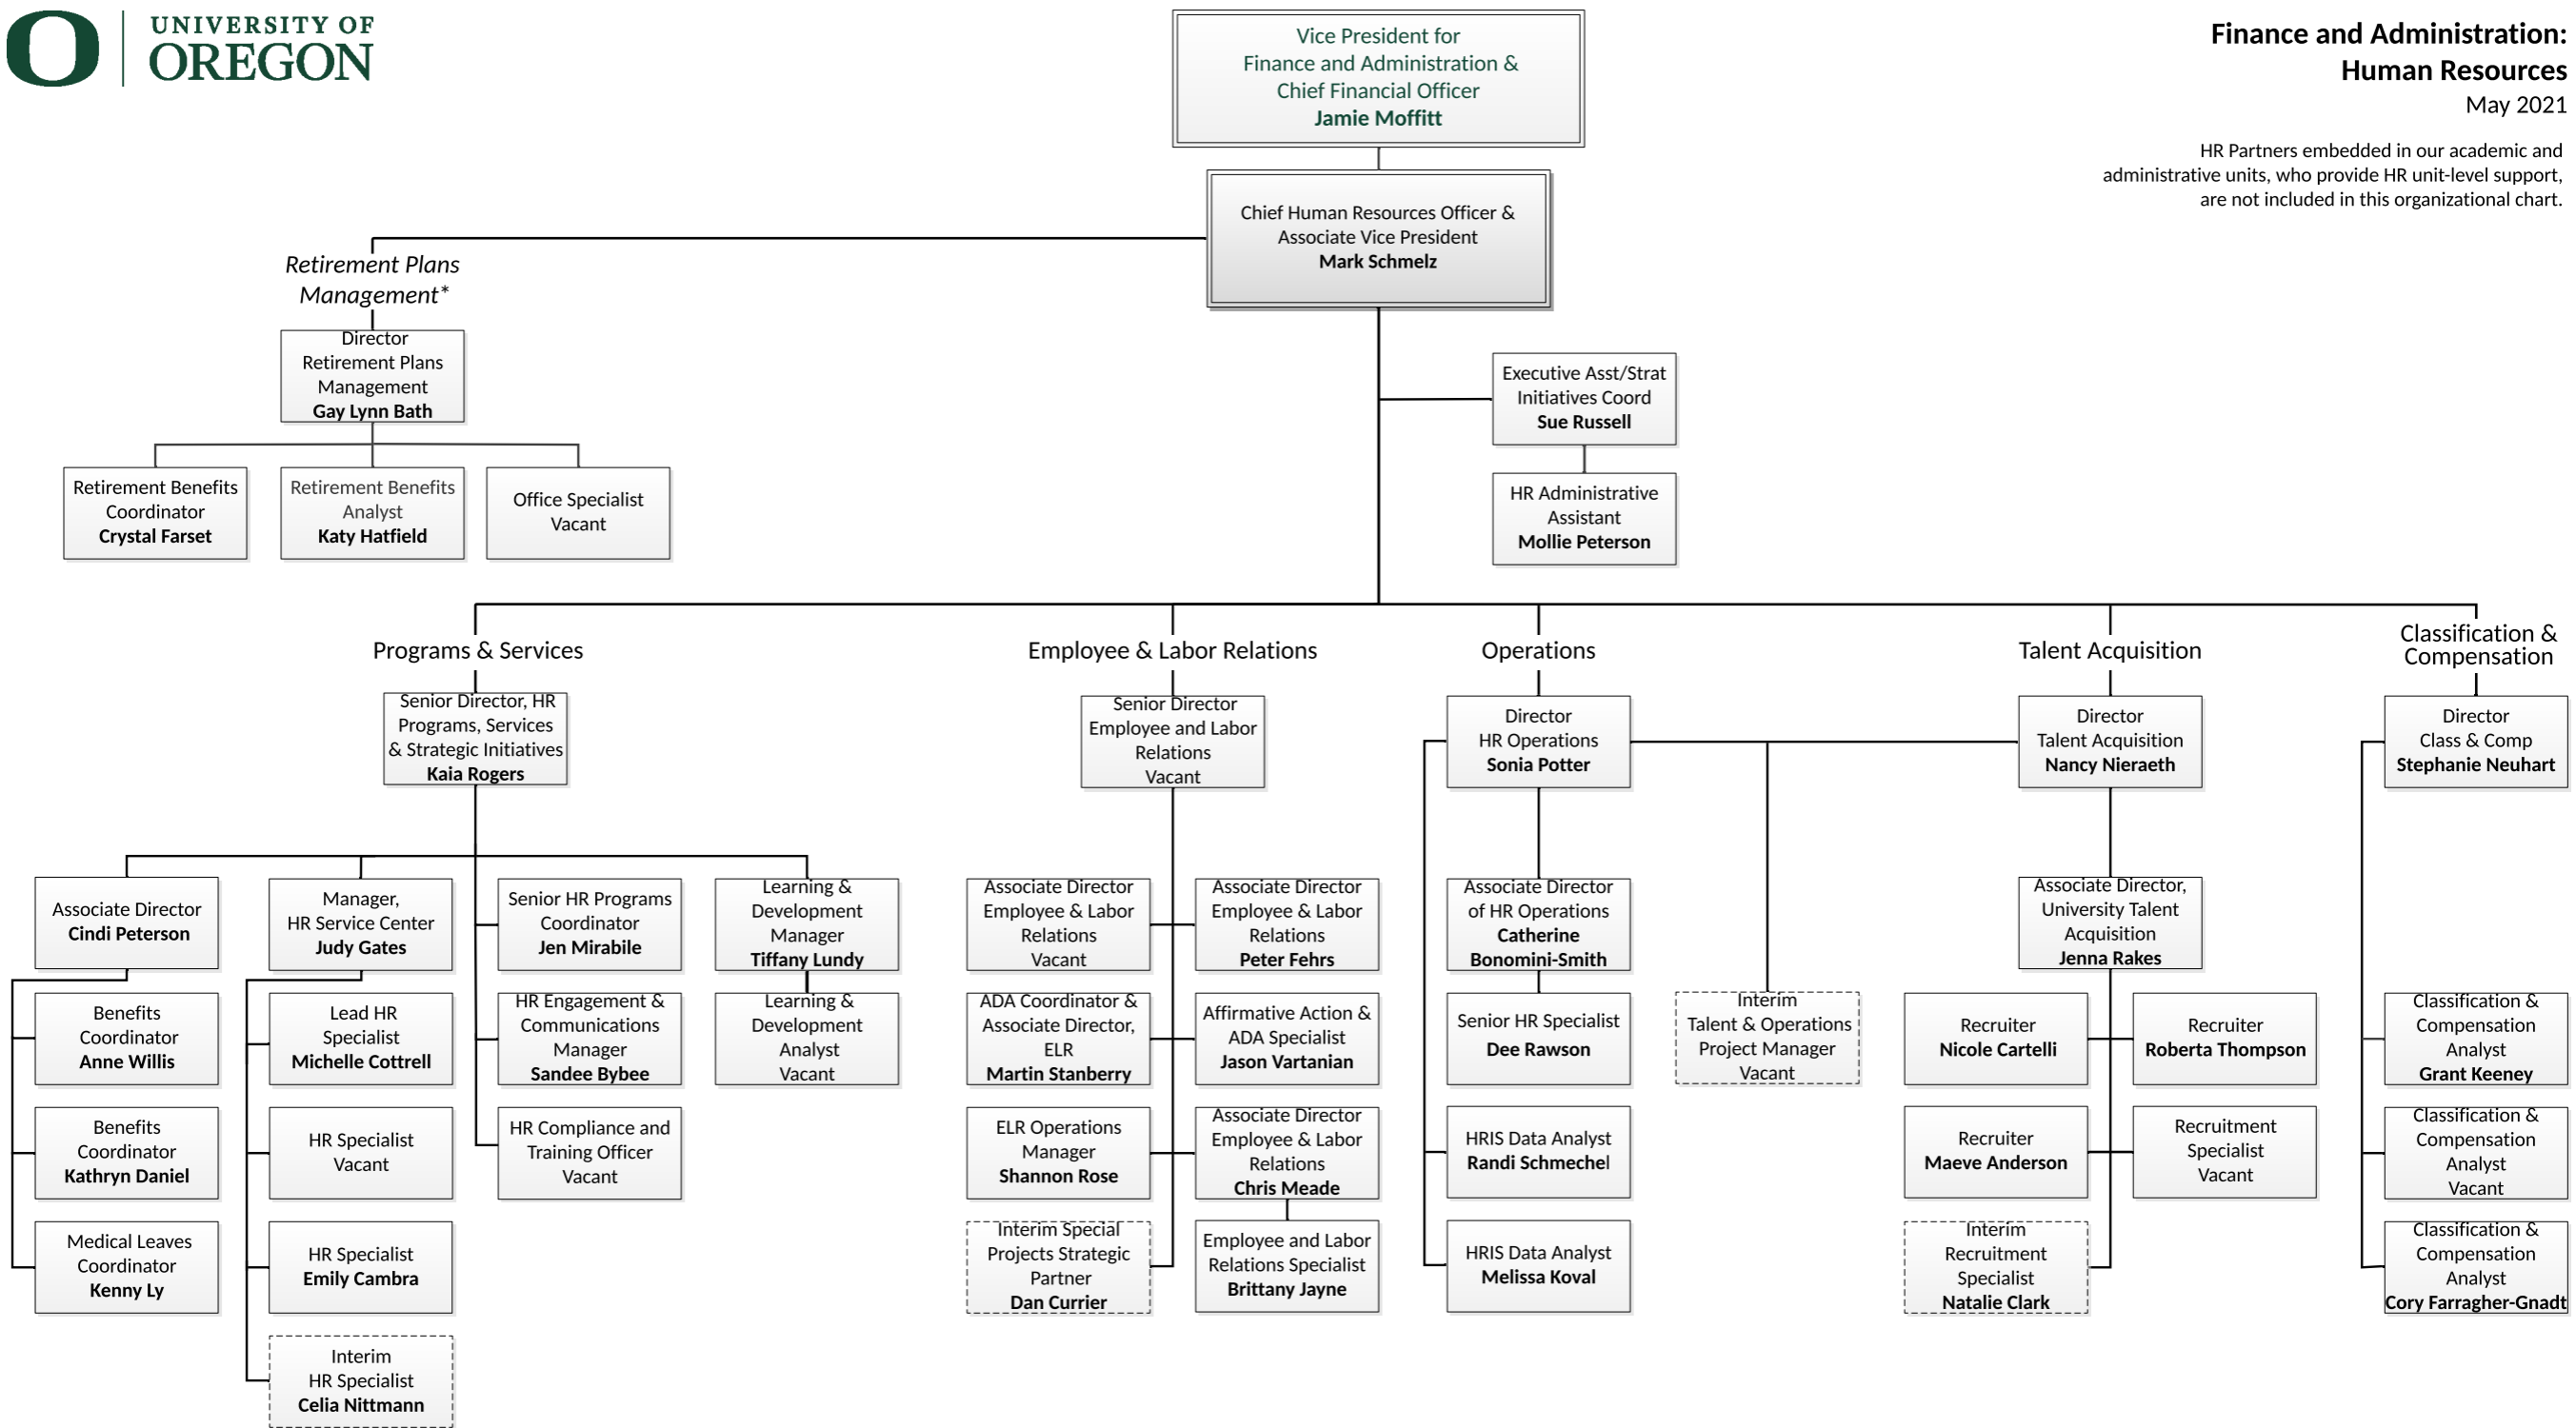 UNIVERSITY OF
OREGON
Vice President for
Finance and Administration &
Chief Financial Officer
Jamie Moffitt
Finance and Administration:
Human Resources
May 2021
HR Partners embedded in our academic and
administrative units, who provide HR unit-level support,
are not included in this organizational chart.
Chief Human Resources Officer &
Associate Vice President
Mark Schmelz
Retirement Plans
Management*
Director
Retirement Plans
Management
Gay Lynn Bath
Retirement Benefits
Coordinator
Crystal Farset
Retirement Benefits
Analyst
Katy Hatfield
Office Specialist
Vacant
Executive Asst/Strat
Initiatives Coord
Sue Russell
HR Administrative
Assistant
Mollie Peterson
Programs & Services
Senior Director, HR
Programs, Services
& Strategic Initiatives
Kaia Rogers
Associate Director
Cindi Peterson
Benefits
Coordinator
Anne Willis
Benefits
Coordinator
Kathryn Daniel
Medical Leaves
Coordinator
Kenny Ly
Manager,
HR Service Center
Judy Gates
Lead HR
Specialist
Michelle Cottrell
HR Specialist
Vacant
HR Specialist
Emily Cambra
Interim
HR Specialist
Celia Nittmann
Senior HR Programs
Coordinator
Jen Mirabile
HR Engagement &
Communications
Manager
Sandee Bybee
HR Compliance and
Training Officer
Vacant
Learning &
Development
Manager
Tiffany Lundy
Learning &
Development
Analyst
Vacant
Employee & Labor Relations
Senior Director
Employee and Labor
Relations
Vacant
Associate Director
Employee & Labor
Relations
Vacant
Associate Director
Employee & Labor
Relations
Peter Fehrs
ADA Coordinator &
Associate Director,
ELR
Martin Stanberry
Affirmative Action &
ADA Specialist
Jason Vartanian
ELR Operations
Manager
Shannon Rose
Associate Director
Employee & Labor
Relations
Chris Meade
Interim Special
Projects Strategic
Partner
Dan Currier
Employee and Labor
Relations Specialist
Brittany Jayne
Operations
Director
HR Operations
Sonia Potter
Associate Director
of HR Operations
Catherine
Bonomini-Smith
Senior HR Specialist
Dee Rawson
HRIS Data Analyst
Randi Schmechel
HRIS Data Analyst
Melissa Koval
Interim
Talent & Operations
Project Manager
Vacant
Talent Acquisition
Director
Talent Acquisition
Nancy Nieraeth
Associate Director,
University Talent
Acquisition
Jenna Rakes
Recruiter
Nicole Cartelli
Recruiter
Roberta Thompson
Recruiter
Maeve Anderson
Recruitment
Specialist
Vacant
Interim
Recruitment
Specialist
Natalie Clark
Classification &
Compensation
Director
Class & Comp
Stephanie Neuhart
Classification &
Compensation
Analyst
Grant Keeney
Classification &
Compensation
Analyst
Vacant
Classification &
Compensation
Analyst
Cory Farragher-Gnadt